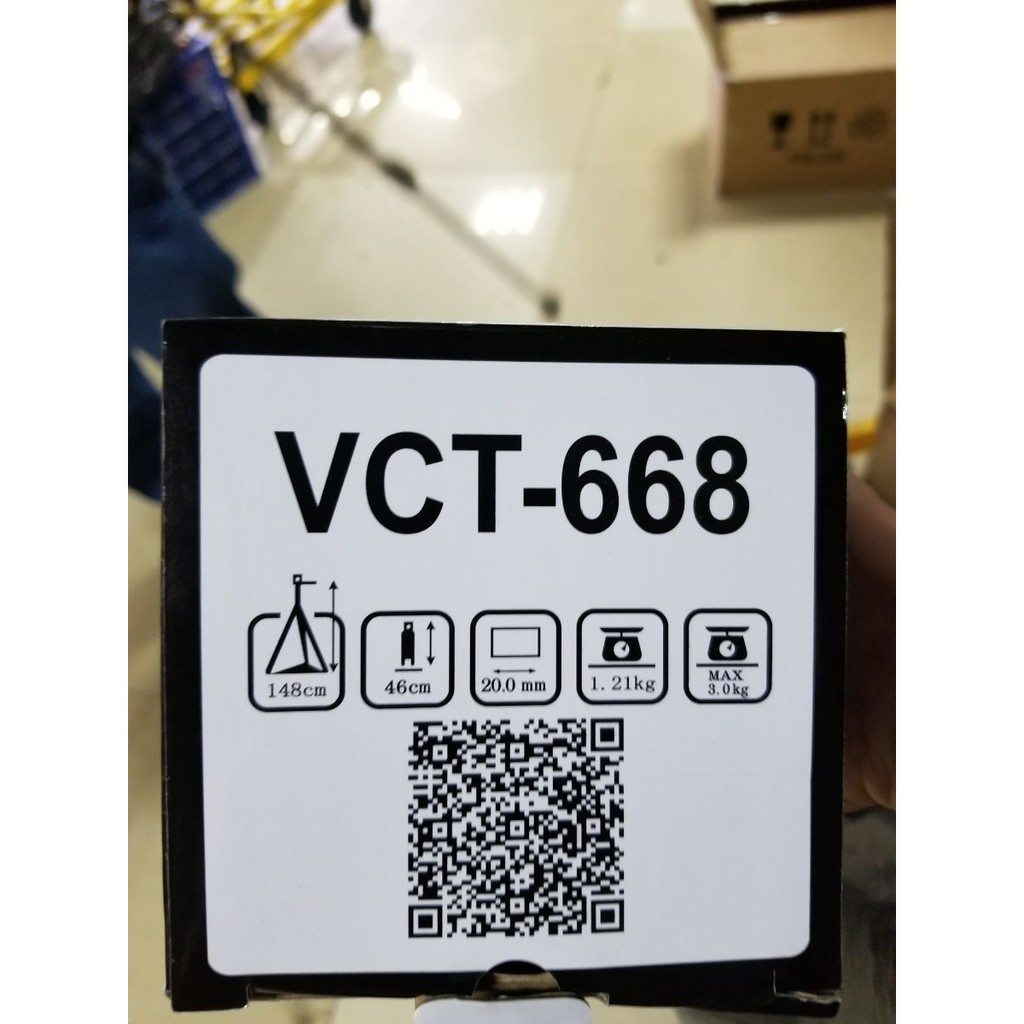 VCT-668
148cm
46cm
20.0 mm
1. 21kg
MAX
3.0kg